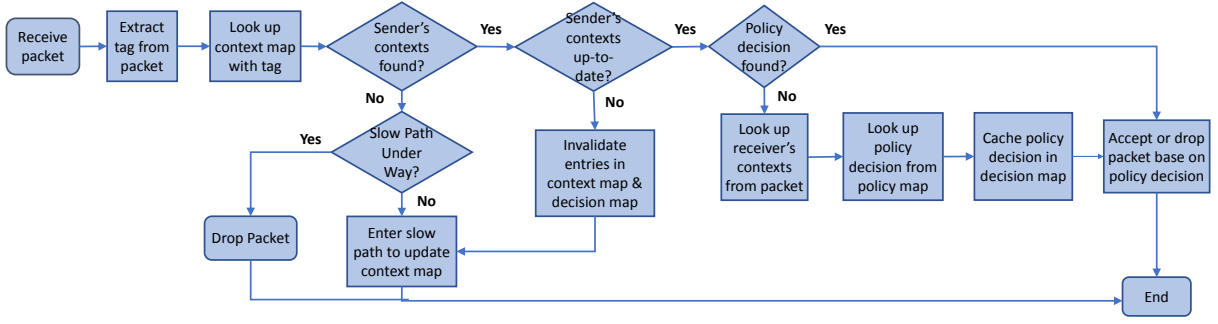 Receive
packet
Extract
tag from
packet
Look up
context map
with tag
Sender's
contexts
found?
Yes
Sender's
contexts
up-to-
date?
Yes
Policy
decision
found?
Yes
No
No
No
Slow Path
Under
Way?
Yes
No
Invalidate
entries in
context map &
decision map
Look up
receiver's
contexts
from packet
Look up
policy
decision from
policy map
Cache policy
decision in
decision map
Accept or drop
packet base on
policy decision
Drop Packet
Enter slow
path to update
context map
End